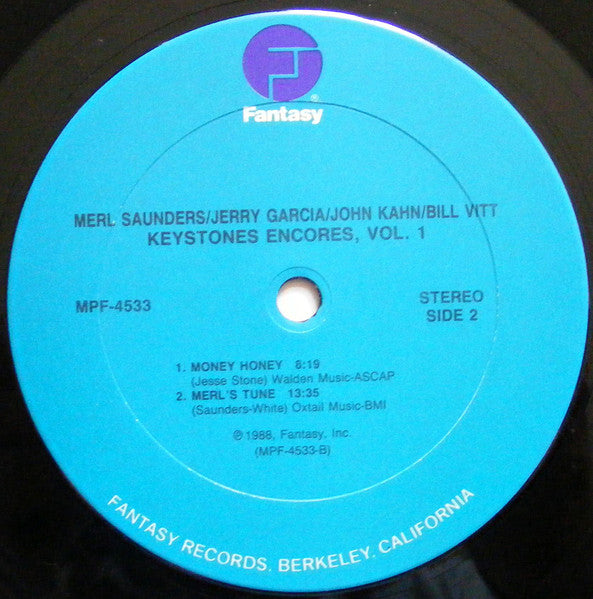 Fantasy®
MERL SAUNDERS/JERRY GARCIA/JOHN KAHN/BILL VITT
KEYSTONES ENCORES, VOL. 1
MPF-4533
STEREO
SIDE 2
1. MONEY HONEY 8:19
(Jesse Stone) Walden Music-ASCAP
2. MERL'S TUNE 13:35
(Saunders-White) Oxtail Music-BMI
℗ 1988, Fantasy, Inc.
(MPF-4533-B)
FANTASY RECORDS, BERKELEY, CALIFORNIA